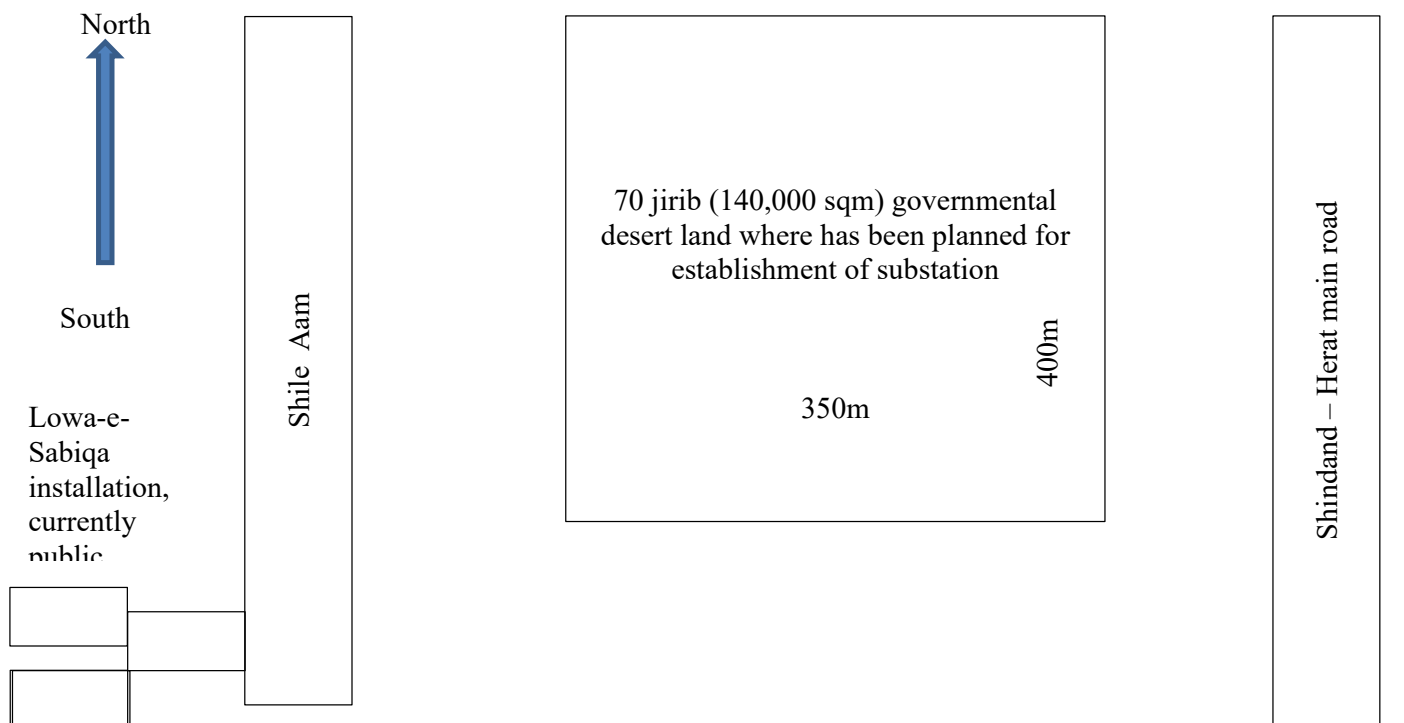 North
South
Lowa-e-
Sabiqa
installation,
currently
public
Shile Aam
70 jirib (140,000 sqm) governmental
desert land where has been planned for
establishment of substation
400m
350m
Shindand – Herat main road